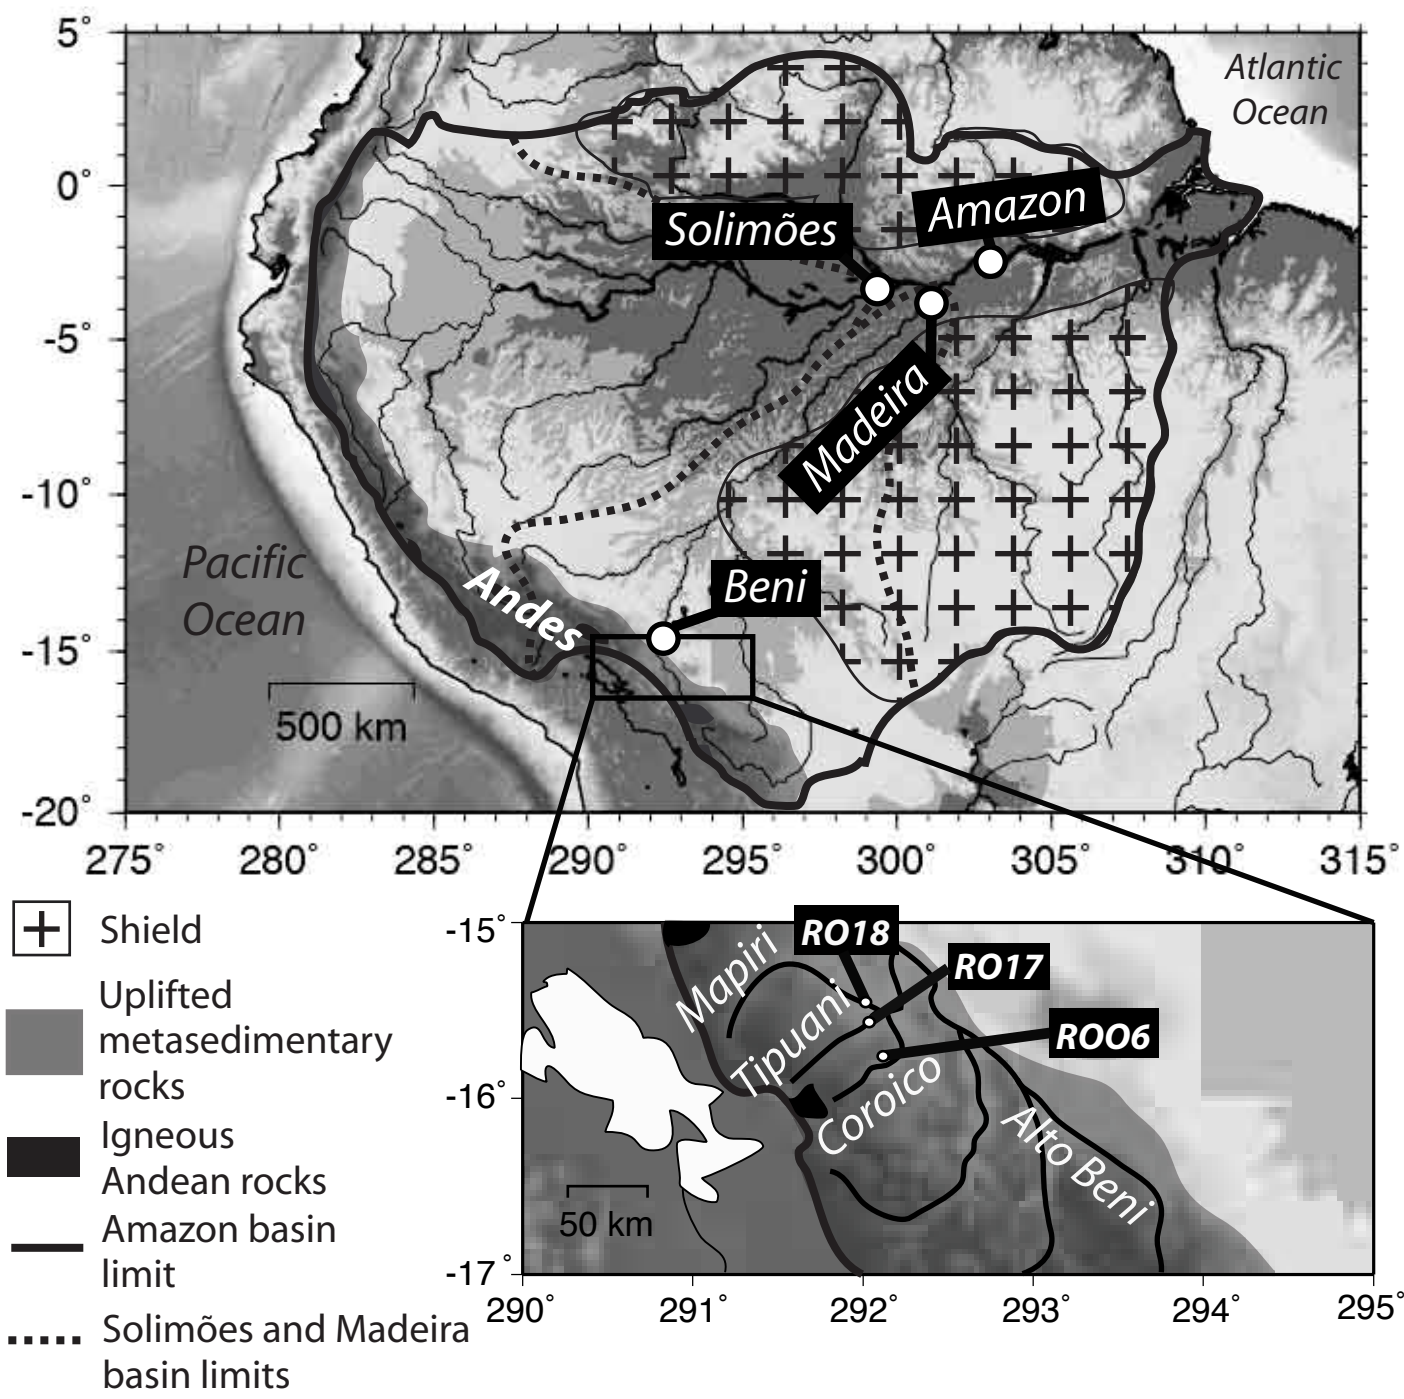 5°
0°
-5°
-10°
-15°
-20°
275°
280°
285°
290°
295°
300°
305°
310°
315°
Atlantic
Ocean
Amazon
Solimões
Madeira
Beni
Andes
Pacific
Ocean
500 km
Shield
Uplifted
metasedimentary
rocks
Igneous
Andean rocks
Amazon basin
limit
Solimões and Madeira
basin limits
-15°
-16°
-17°
290°
291°
292°
293°
294°
295°
RO18
RO17
ROO6
Mapiri
Tipuani
Coroico
Alto Beni
50 km